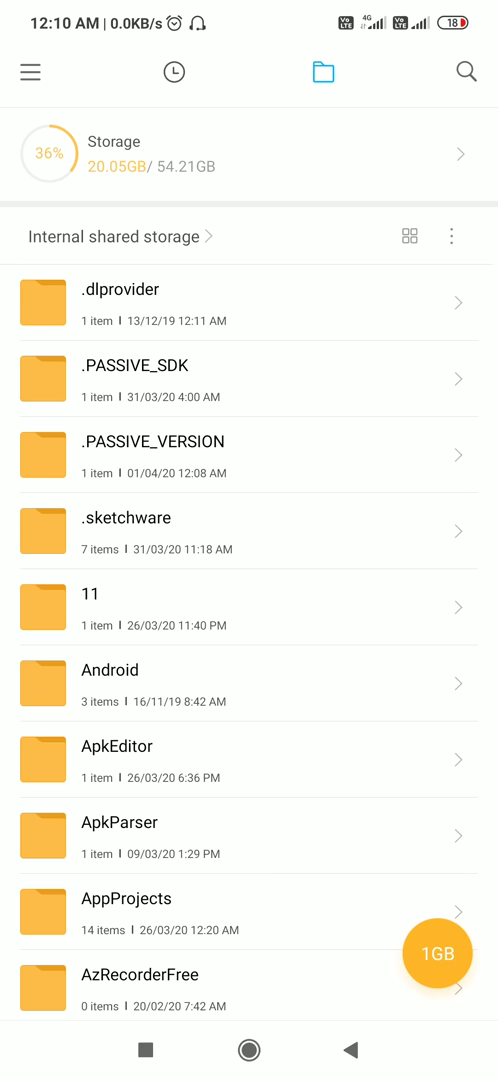 12:10 AM | 0.0KB/s Vo LTE 4G Vo LTE 18
36%
Storage
20.05GB/ 54.21GB
Internal shared storage
.dlprovider
1 item I 13/12/19 12:11 AM
.PASSIVE_SDK
1 item I 31/03/20 4:00 AM
.PASSIVE_VERSION
1 item I 01/04/20 12:08 AM
.sketchware
7 items I 31/03/20 11:18 AM
11
1 item I 26/03/20 11:40 PM
Android
3 items I 16/11/19 8:42 AM
ApkEditor
1 item I 26/03/20 6:36 PM
ApkParser
1 item I 09/03/20 1:29 PM
AppProjects
14 items I 26/03/20 12:20 AM
1GB
AzRecorderFree
0 items I 20/02/20 7:42 AM